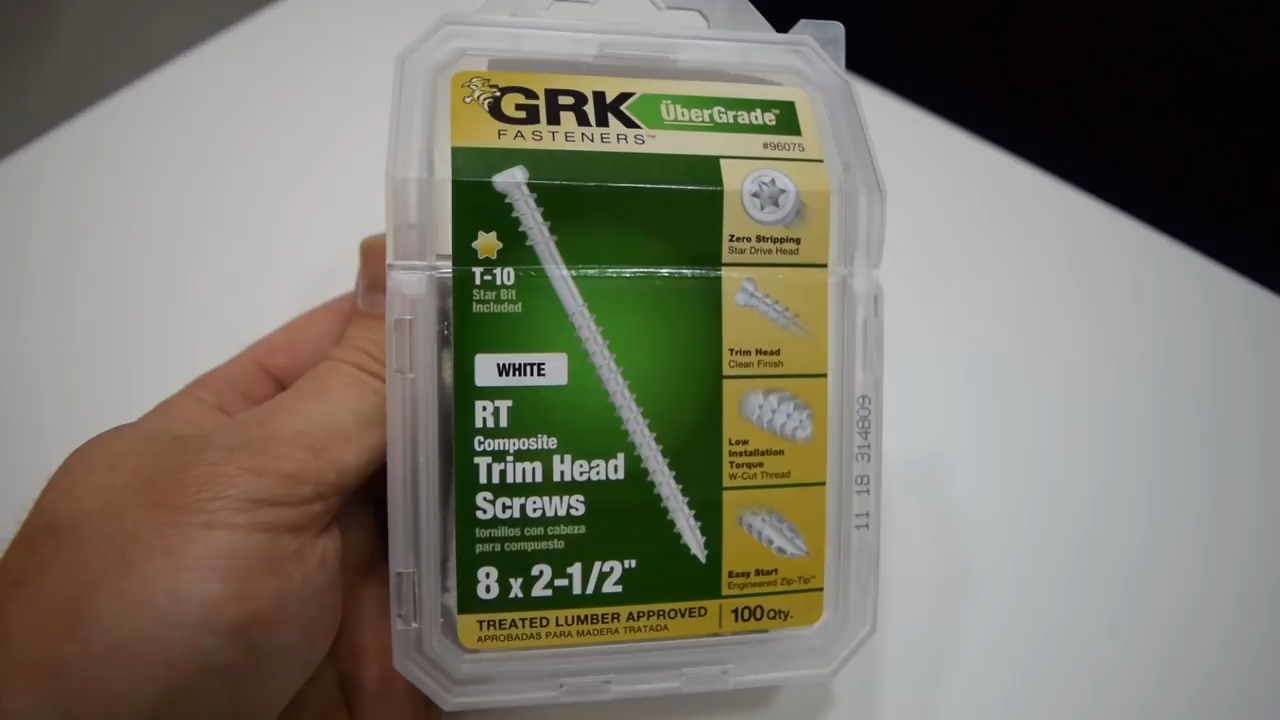 GRK
FASTENERS™
ÜberGrade™
#96075
T-10
Star Bit
Included
WHITE
RT
Composite
Trim Head
Screws
tornillos con cabeza
para compuesto
8 x 2-1/2"
TREATED LUMBER APPROVED
APROBADAS PARA MADERA TRATADA
100 Qty.
Zero Stripping
Star Drive Head
Trim Head
Clean Finish
Low
Installation
Torque
W-Cut Thread
Easy Start
Engineered Zip-Tip™
11 18 314809